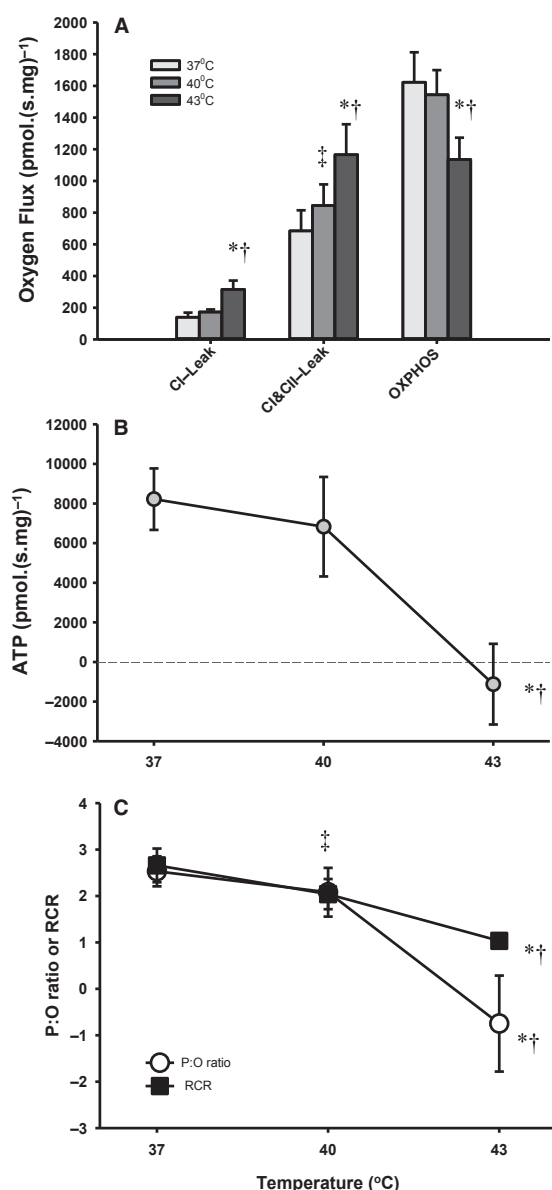 A
2000
1800
1600
1400
1200
1000
800
600
400
200
0
Oxygen Flux (pmol.(s.mg)⁻¹)
37⁰C
40⁰C
43⁰C
*†
‡
*†
*†
CI–Leak
CI&CII–Leak
OXPHOS
B
12000
10000
8000
6000
4000
2000
0
–2000
–4000
ATP (pmol.(s.mg)⁻¹)
*†
37
40
43
C
4
3
2
1
0
–1
–2
–3
P:O ratio or RCR
‡
*†
*†
P:O ratio
RCR
37
40
43
Temperature (°C)